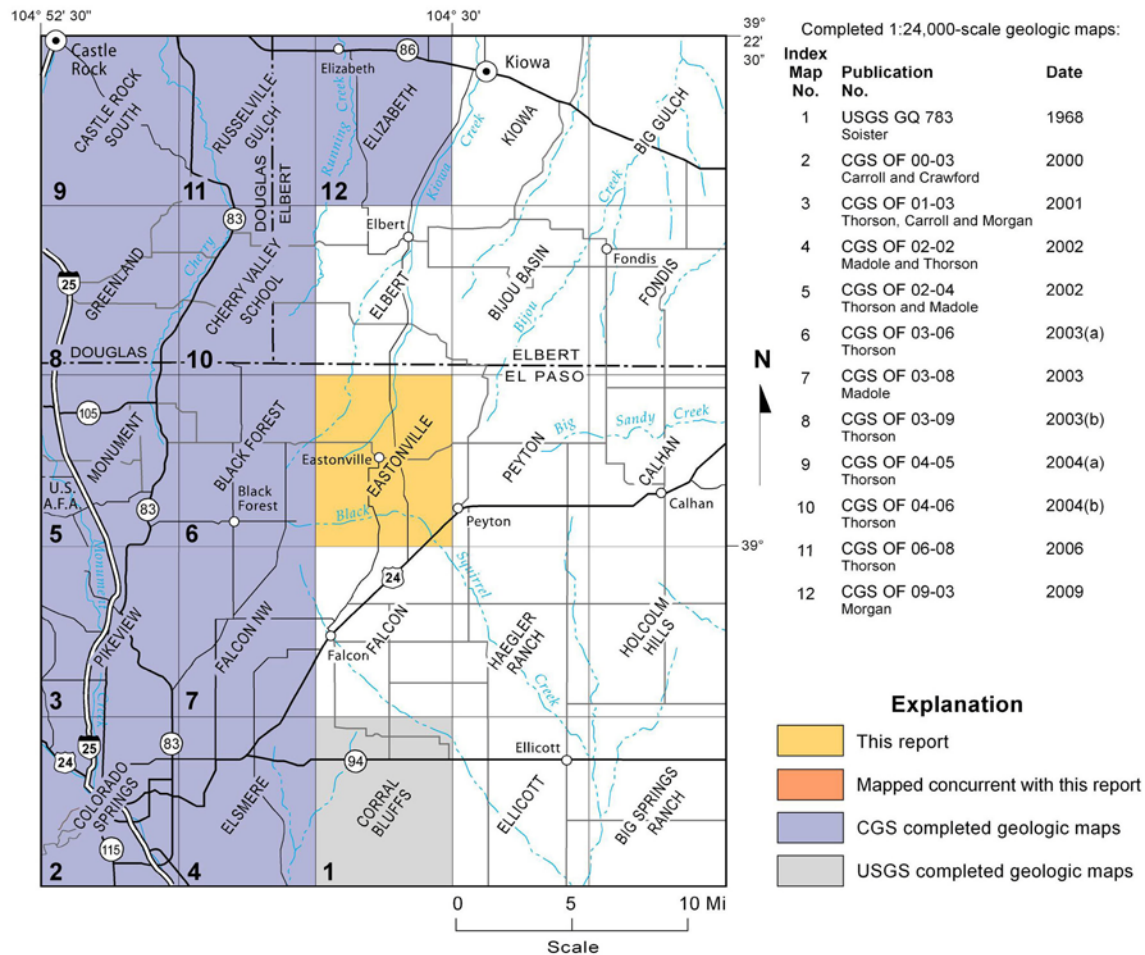 104° 52' 30"
104° 30'
39°
22'
30"
Castle
Rock
CASTLE ROCK
SOUTH
9
RUSSELVILLE
GULCH
11
DOUGLAS
ELBERT
Elizabeth
86
Running Creek
ELIZABETH
12
Kiowa
Kiowa Creek
KIOWA
BIG GULCH
83
Cherry
25
GREENLAND
CHERRY VALLEY
SCHOOL
Elbert
ELBERT
BIJOU BASIN
Bijou
Creek
Fondis
FONDIS
8
DOUGLAS
10
ELBERT
EL PASO
105
MONUMENT
U.S.
A.F.A.
83
5
BLACK FOREST
Black
Forest
6
Eastonville
EASTONVILLE
Black
Squirrel
Creek
PEYTON
Peyton
Big Sandy Creek
CALHAN
Calhan
39°
24
Monument
Creek
PIKEVIEW
3
FALCON NW
7
Falcon
FALCON
HAEGLER
RANCH
HOLCOLM
HILLS
24
25
83
COLORADO
SPRINGS
115
2
ELSMERE
4
94
CORRAL
BLUFFS
1
Ellicott
ELLICOTT
BIG SPRINGS
RANCH
N
0 5 10 Mi
Scale
Completed 1:24,000-scale geologic maps:
Index
Map
No.
Publication
No.
Date
1 USGS GQ 783 1968
Soister
2 CGS OF 00-03 2000
Carroll and Crawford
3 CGS OF 01-03 2001
Thorson, Carroll and Morgan
4 CGS OF 02-02 2002
Madole and Thorson
5 CGS OF 02-04 2002
Thorson and Madole
6 CGS OF 03-06 2003(a)
Thorson
7 CGS OF 03-08 2003
Madole
8 CGS OF 03-09 2003(b)
Thorson
9 CGS OF 04-05 2004(a)
Thorson
10 CGS OF 04-06 2004(b)
Thorson
11 CGS OF 06-08 2006
Thorson
12 CGS OF 09-03 2009
Morgan
Explanation
This report
Mapped concurrent with this report
CGS completed geologic maps
USGS completed geologic maps